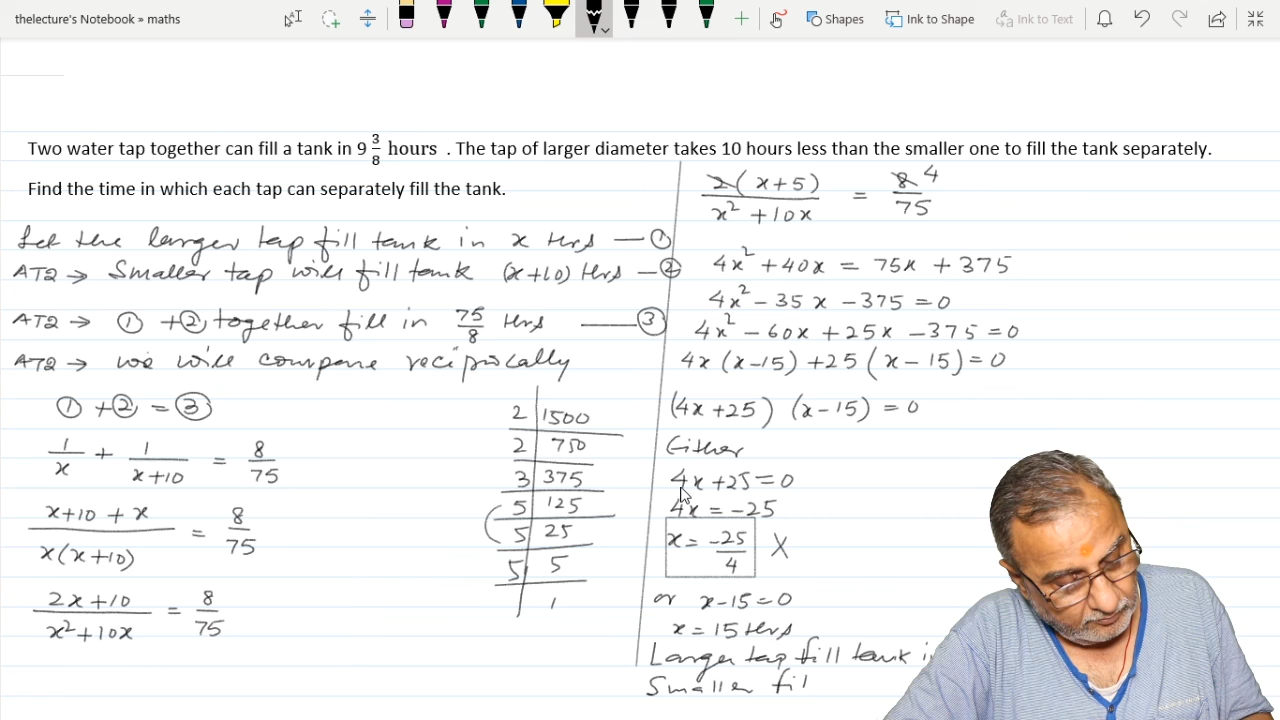 thelecture's Notebook » maths
Shapes
Ink to Shape
Ink to Text
Two water tap together can fill a tank in 9 3/8 hours . The tap of larger diameter takes 10 hours less than the smaller one to fill the tank separately.
Find the time in which each tap can separately fill the tank.
Let the larger tap fill tank in x Hrs — ①
AT2 → Smaller tap will fill tank (x+10) Hrs — ②
AT2 → ① + ② together fill in 75/8 Hrs — ③
AT2 → we will compare reciprocally
① + ② = ③
1/x + 1/(x+10) = 8/75
(x+10+x)/(x(x+10)) = 8/75
(2x+10)/(x²+10x) = 8/75
2 | 1500
2 | 750
3 | 375
5 | 125
5 | 25
5 | 5
| 1
2(x+5)/(x²+10x) = 8 4/75
4x² + 40x = 75x + 375
4x² - 35x - 375 = 0
4x² - 60x + 25x - 375 = 0
4x (x-15) + 25 (x-15) = 0
(4x+25) (x-15) = 0
Either
4x+25=0
4x = -25
x = -25/4 X
or x-15=0
x = 15 Hrs
Larger tap fill tank i
Smaller fil